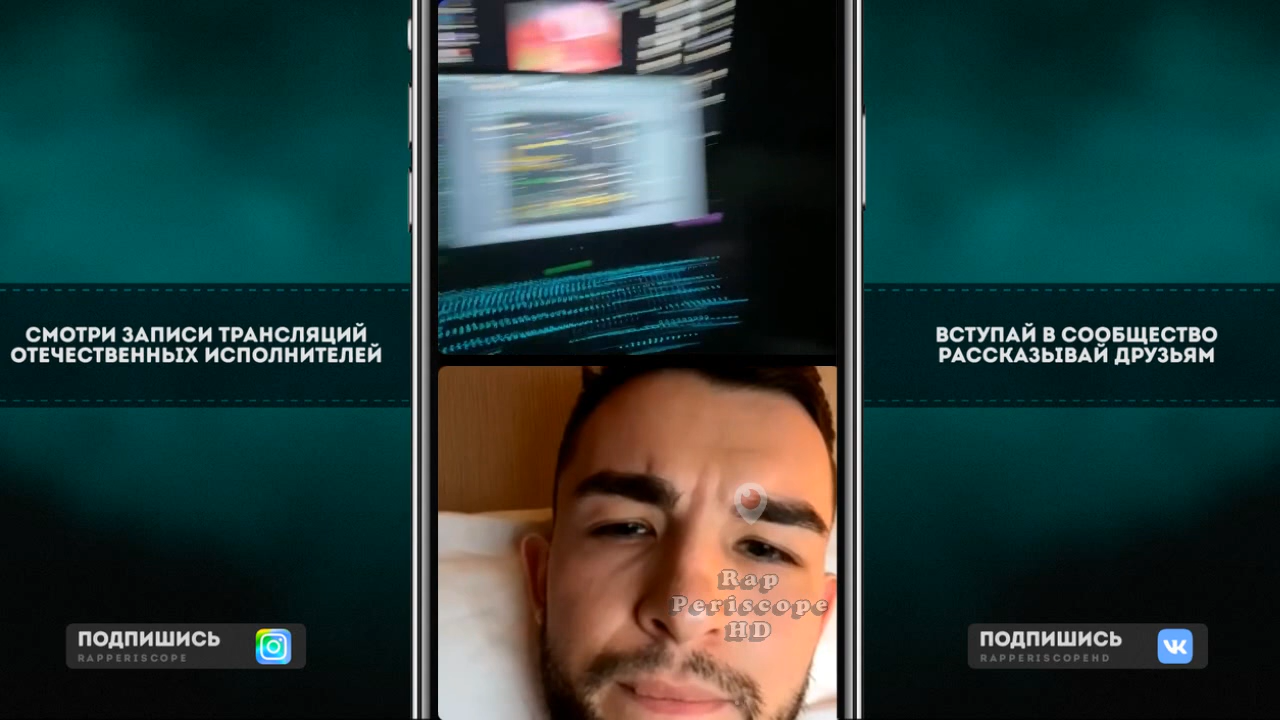 СМОТРИ ЗАПИСИ ТРАНСЛЯЦИЙ
ОТЕЧЕСТВЕННЫХ ИСПОЛНИТЕЛЕЙ
ВСТУПАЙ В СООБЩЕСТВО
РАССКАЗЫВАЙ ДРУЗЬЯМ
Rap
Periscope
HD
ПОДПИШИСЬ
RAPPERISCOPE
ПОДПИШИСЬ
RAPPERISCOPEHD